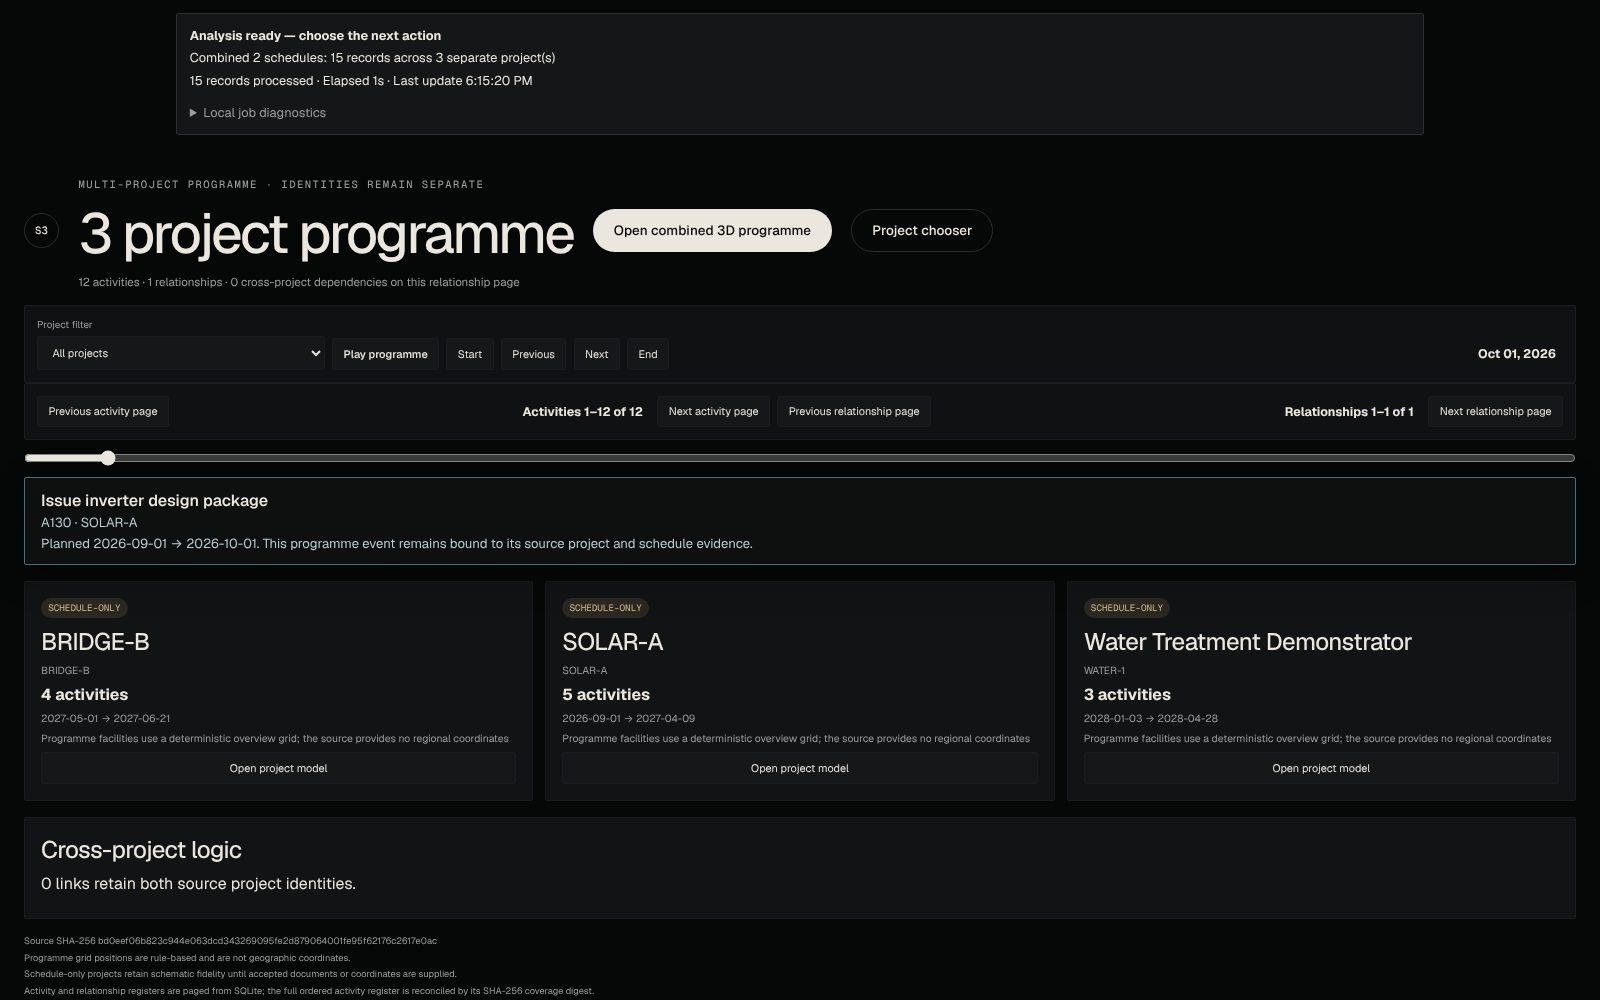 Analysis ready — choose the next action
Combined 2 schedules: 15 records across 3 separate project(s)
15 records processed · Elapsed 1s · Last update 6:15:20 PM
Local job diagnostics
MULTI-PROJECT PROGRAMME · IDENTITIES REMAIN SEPARATE
S3
3 project programme
Open combined 3D programme
Project chooser
12 activities · 1 relationships · 0 cross-project dependencies on this relationship page
Project filter
All projects
Play programme
Start
Previous
Next
End
Oct 01, 2026
Previous activity page
Activities 1–12 of 12
Next activity page
Previous relationship page
Relationships 1–1 of 1
Next relationship page
Issue inverter design package
A130 · SOLAR-A
Planned 2026-09-01 → 2026-10-01. This programme event remains bound to its source project and schedule evidence.
SCHEDULE-ONLY
BRIDGE-B
BRIDGE-B
4 activities
2027-05-01 → 2027-06-21
Programme facilities use a deterministic overview grid; the source provides no regional coordinates
Open project model
SCHEDULE-ONLY
SOLAR-A
SOLAR-A
5 activities
2026-09-01 → 2027-04-09
Programme facilities use a deterministic overview grid; the source provides no regional coordinates
Open project model
SCHEDULE-ONLY
Water Treatment Demonstrator
WATER-1
3 activities
2028-01-03 → 2028-04-28
Programme facilities use a deterministic overview grid; the source provides no regional coordinates
Open project model
Cross-project logic
0 links retain both source project identities.
Source SHA-256 bd0eef06b823c944e063dcd343269095fe2d879064001fe95f62176c2617e0ac
Programme grid positions are rule-based and are not geographic coordinates.
Schedule-only projects retain schematic fidelity until accepted documents or coordinates are supplied.
Activity and relationship registers are paged from SQLite; the full ordered activity register is reconciled by its SHA-256 coverage digest.